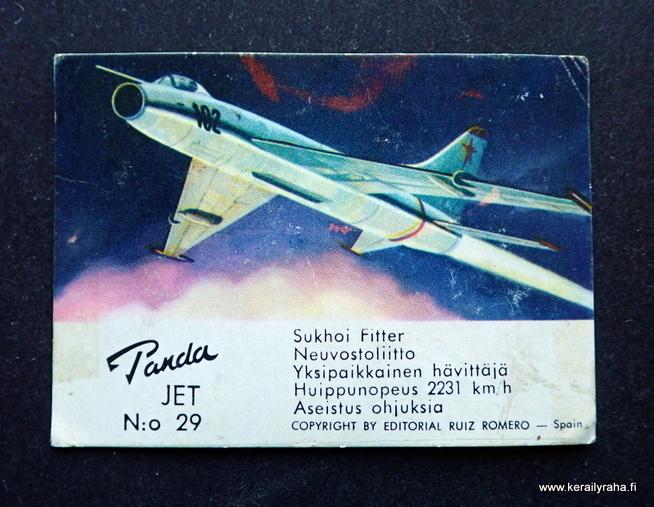 102
Panda
JET
N:o 29
Sukhoi Fitter
Neuvostoliitto
Yksipaikkainen hävittäjä
Huippunopeus 2231 km/h
Aseistus ohjuksia
COPYRIGHT BY EDITORIAL RUIZ ROMERO — Spain
www.kerailyraha.fi